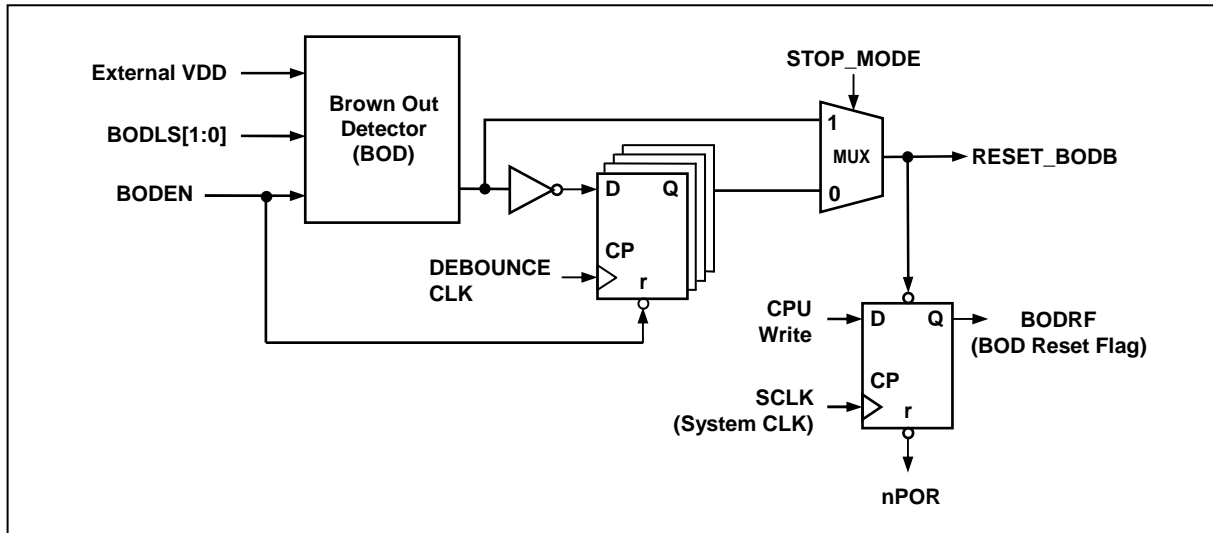 STOP_MODE
External VDD
Brown Out
Detector
(BOD)
BODLS[1:0]
BODEN
1
MUX
0
RESET_BODB
D
Q
CP
r
DEBOUNCE
CLK
CPU
Write
D
Q
CP
r
BODRF
(BOD Reset Flag)
SCLK
(System CLK)
nPOR